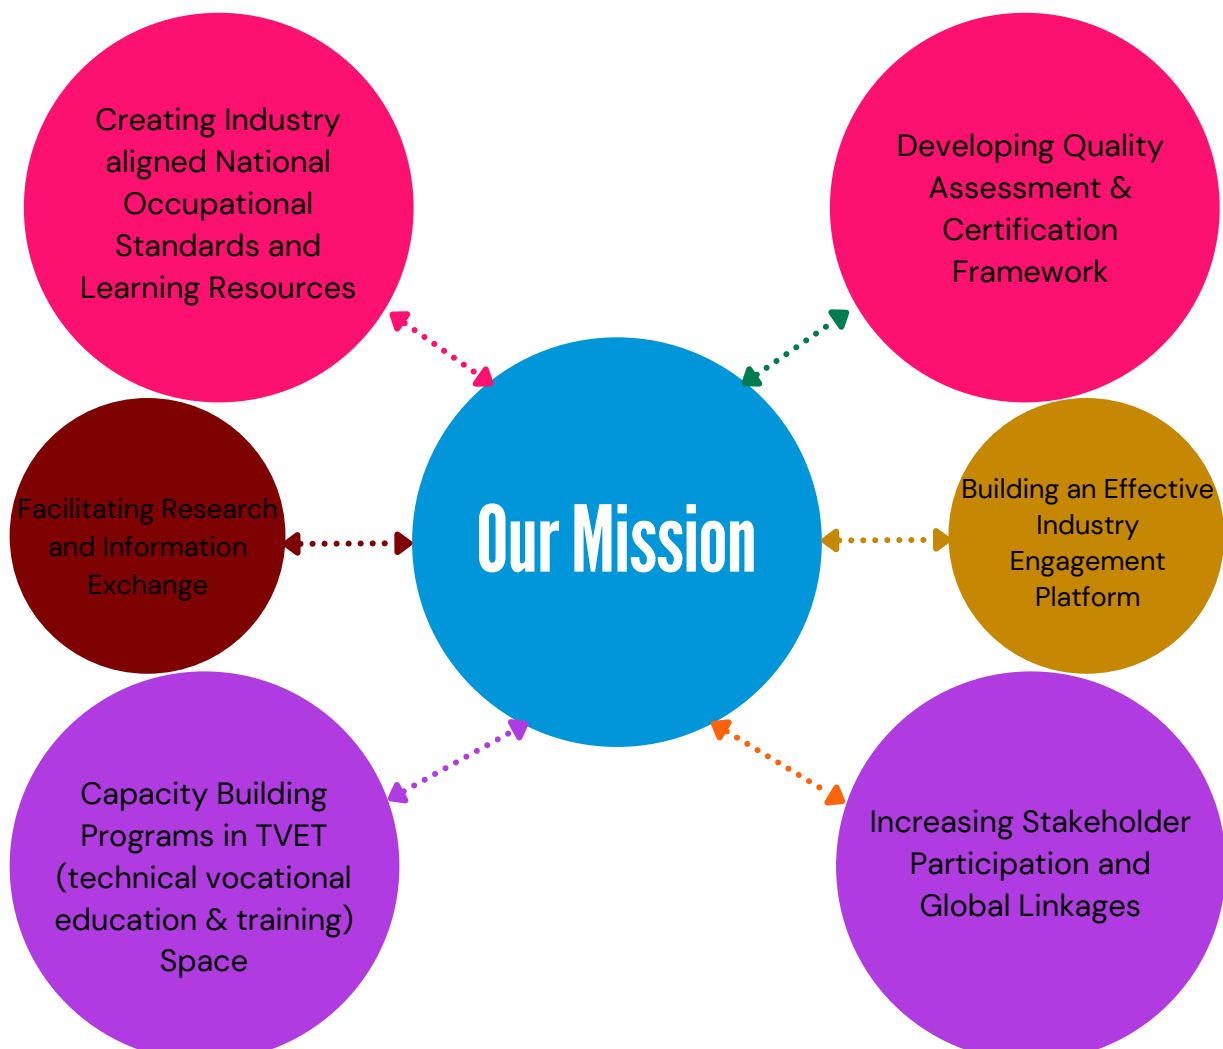 Creating Industry
aligned National
Occupational
Standards and
Learning Resources
Developing Quality
Assessment &
Certification
Framework
Facilitating Research
and Information
Exchange
Our Mission
Building an Effective
Industry
Engagement
Platform
Capacity Building
Programs in TVET
(technical vocational
education & training)
Space
Increasing Stakeholder
Participation and
Global Linkages